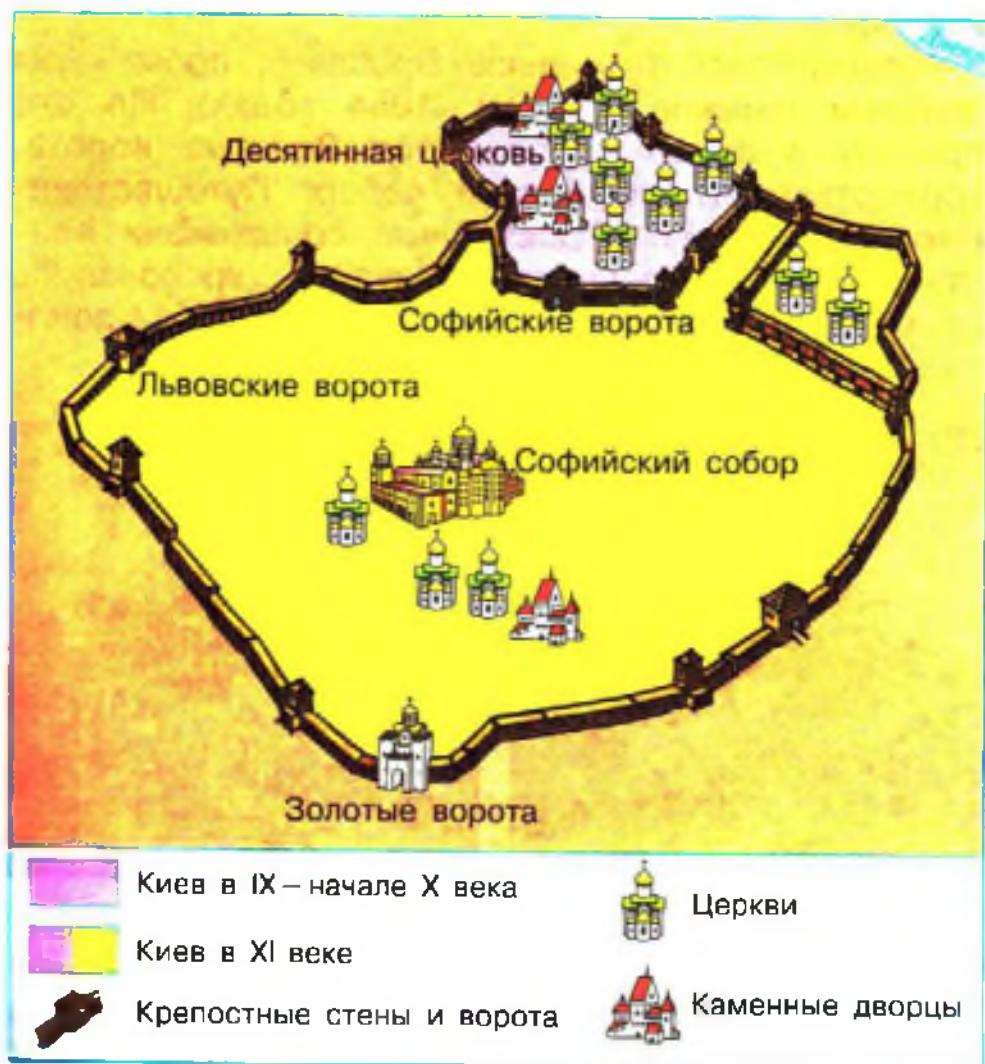 Днепр
Десятинная церковь
Софийские ворота
Львовские ворота
Софийский собор
Золотые ворота
Киев в IX – начале X века
Киев в XI веке
Крепостные стены и ворота
Церкви
Каменные дворцы